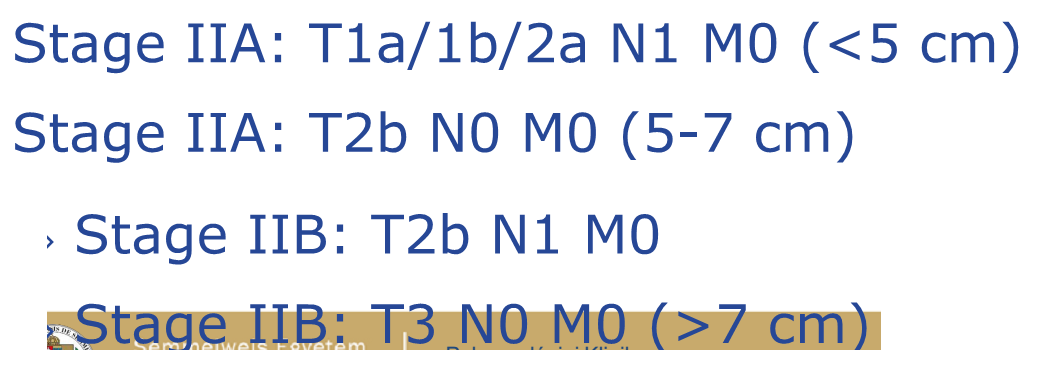 Stage IIA: T1a/1b/2a N1 M0 (<5 cm)
Stage IIA: T2b N0 M0 (5-7 cm)
› Stage IIB: T2b N1 M0
Stage IIB: T3 N0 M0 (>7 cm)
Semmelweis Egyetem